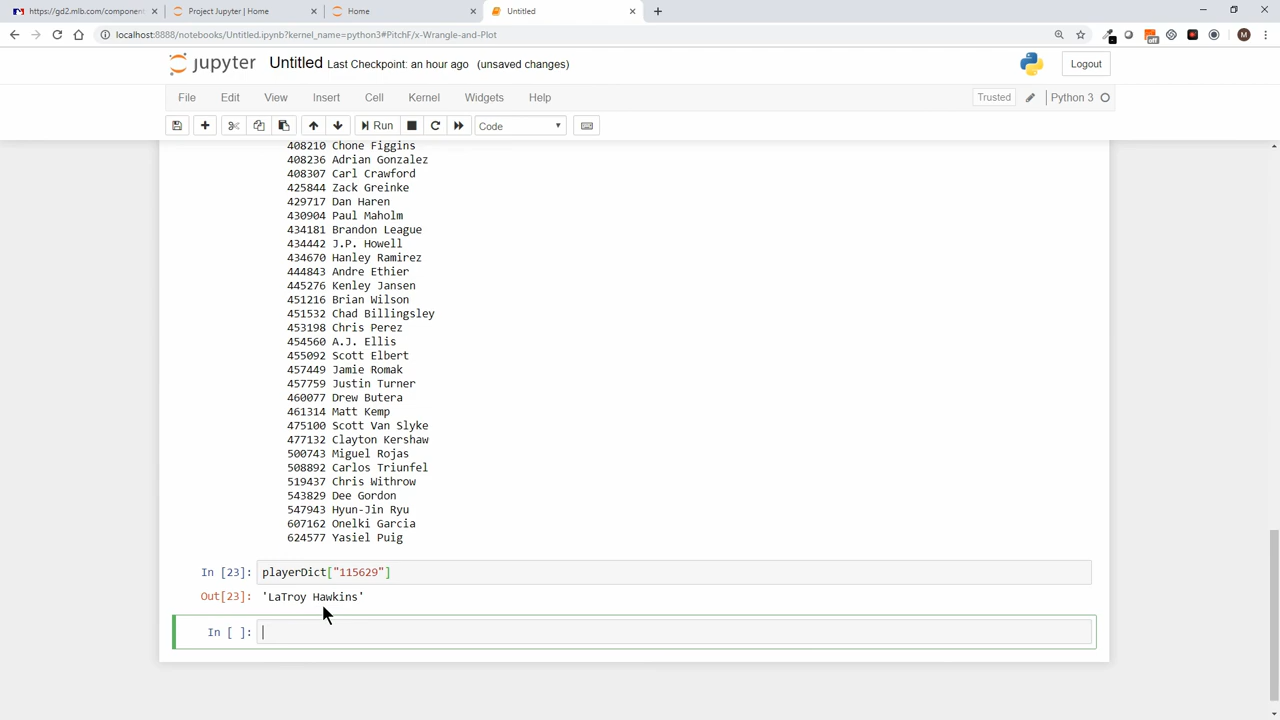 https://gd2.mlb.com/component
Project Jupyter | Home
Home
Untitled
localhost:8888/notebooks/Untitled.ipynb?kernel_name=python3#PitchF/x-Wrangle-and-Plot
off
M
jupyter Untitled Last Checkpoint: an hour ago (unsaved changes)
Logout
File Edit View Insert Cell Kernel Widgets Help
Trusted Python 3
Run Code
408210 Chone Figgins
408236 Adrian Gonzalez
408307 Carl Crawford
425844 Zack Greinke
429717 Dan Haren
430904 Paul Maholm
434181 Brandon League
434442 J.P. Howell
434670 Hanley Ramirez
444843 Andre Ethier
445276 Kenley Jansen
451216 Brian Wilson
451532 Chad Billingsley
453198 Chris Perez
454560 A.J. Ellis
455092 Scott Elbert
457449 Jamie Romak
457759 Justin Turner
460077 Drew Butera
461314 Matt Kemp
475100 Scott Van Slyke
477132 Clayton Kershaw
500743 Miguel Rojas
508892 Carlos Triunfel
519437 Chris Withrow
543829 Dee Gordon
547943 Hyun-Jin Ryu
607162 Onelki Garcia
624577 Yasiel Puig
In [23]: playerDict["115629"]
Out[23]: 'LaTroy Hawkins'
In [ ]: